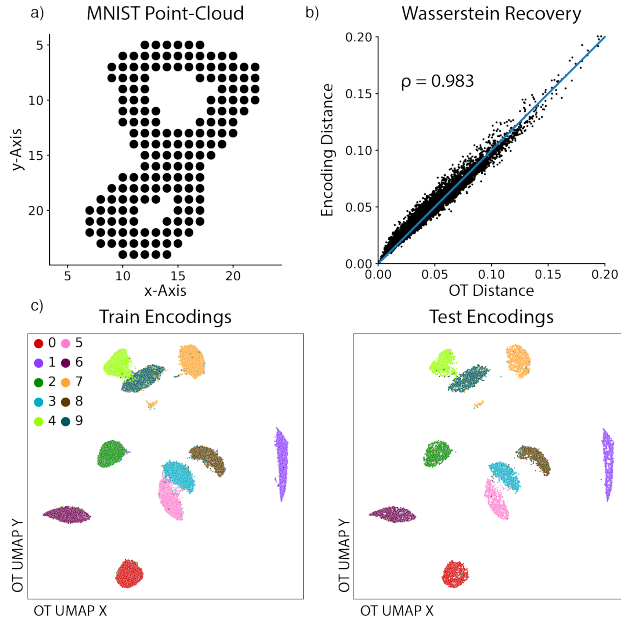 a) MNIST Point-Cloud
5
10
15
20
y-Axis
5 10 15 20
x-Axis
b) Wasserstein Recovery
0.20
0.15
0.10
0.05
0.00
Encoding Distance
ρ = 0.983
0.00 0.05 0.10 0.15 0.20
OT Distance
c) Train Encodings
0 5
1 6
2 7
3 8
4 9
OT UMAP Y
OT UMAP X
Test Encodings
OT UMAP Y
OT UMAP X